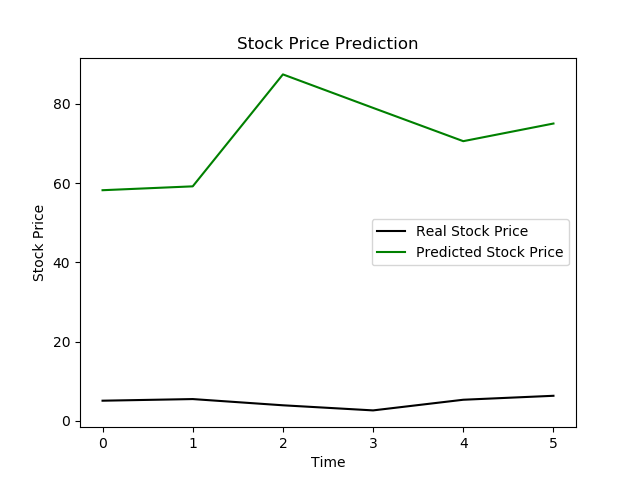 Stock Price Prediction
80
60
40
20
0
Stock Price
Real Stock Price
Predicted Stock Price
0 1 2 3 4 5
Time